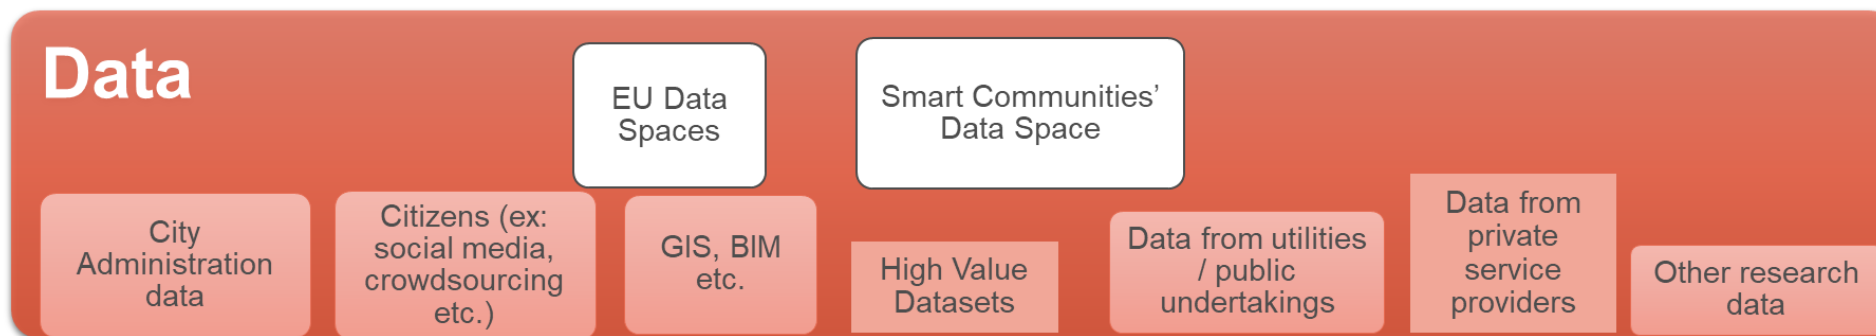 Data
EU Data
Spaces
Smart Communities’
Data Space
City
Administration
data
Citizens (ex:
social media,
crowdsourcing
etc.)
GIS, BIM
etc.
High Value
Datasets
Data from utilities
/ public
undertakings
Data from
private
service
providers
Other research
data